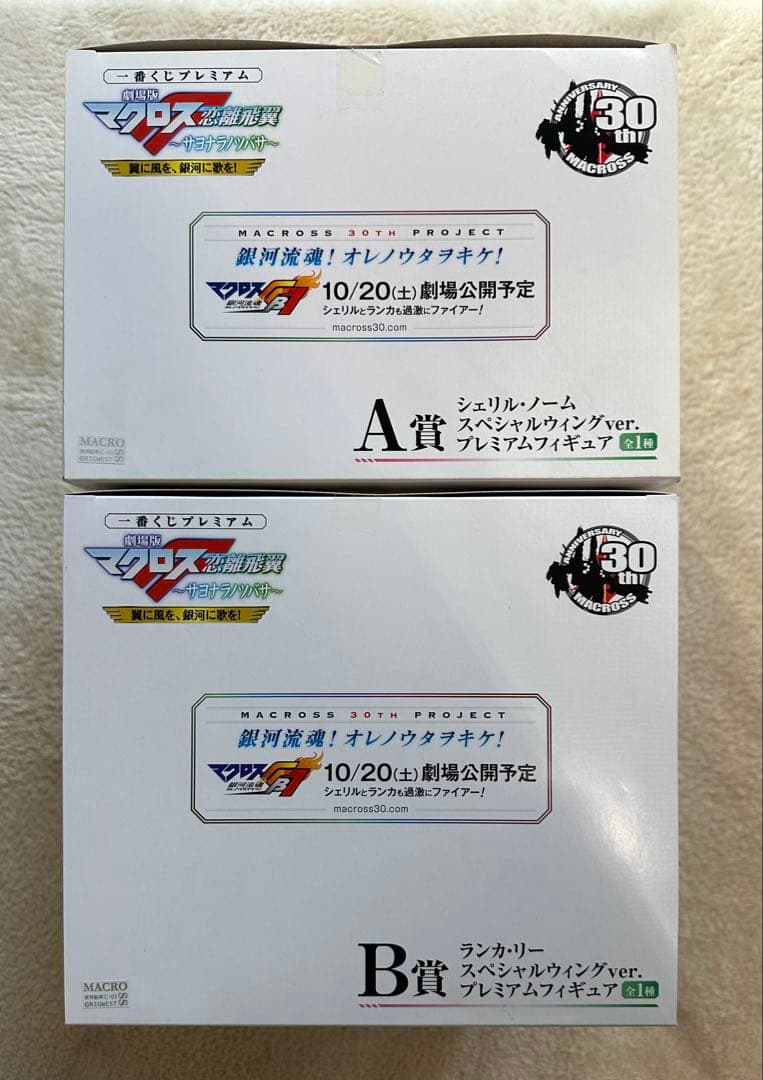 一番くじプレミアム
劇場版
マクロスF 恋離飛翼
～サヨナラノツバサ～
翼に風を、銀河に歌を!
ANNIVERSARY
30th
MACROSS
MACROSS 30TH PROJECT
銀河流魂!オレノウタヲキケ!
マクロスFB7
銀河流魂
10/20(土)劇場公開予定
シェリルとランカも過激にファイアー!
macross30.com
A賞
シェリル・ノーム
スペシャルウィングver.
プレミアムフィギュア 全1種
MACRO
SS
©BIGWEST
一番くじプレミアム
劇場版
マクロスF 恋離飛翼
～サヨナラノツバサ～
翼に風を、銀河に歌を!
ANNIVERSARY
30th
MACROSS
MACROSS 30TH PROJECT
銀河流魂!オレノウタヲキケ!
マクロスFB7
銀河流魂
10/20(土)劇場公開予定
シェリルとランカも過激にファイアー!
macross30.com
B賞
ランカ・リー
スペシャルウィングver.
プレミアムフィギュア 全1種
MACRO
SS
©BIGWEST